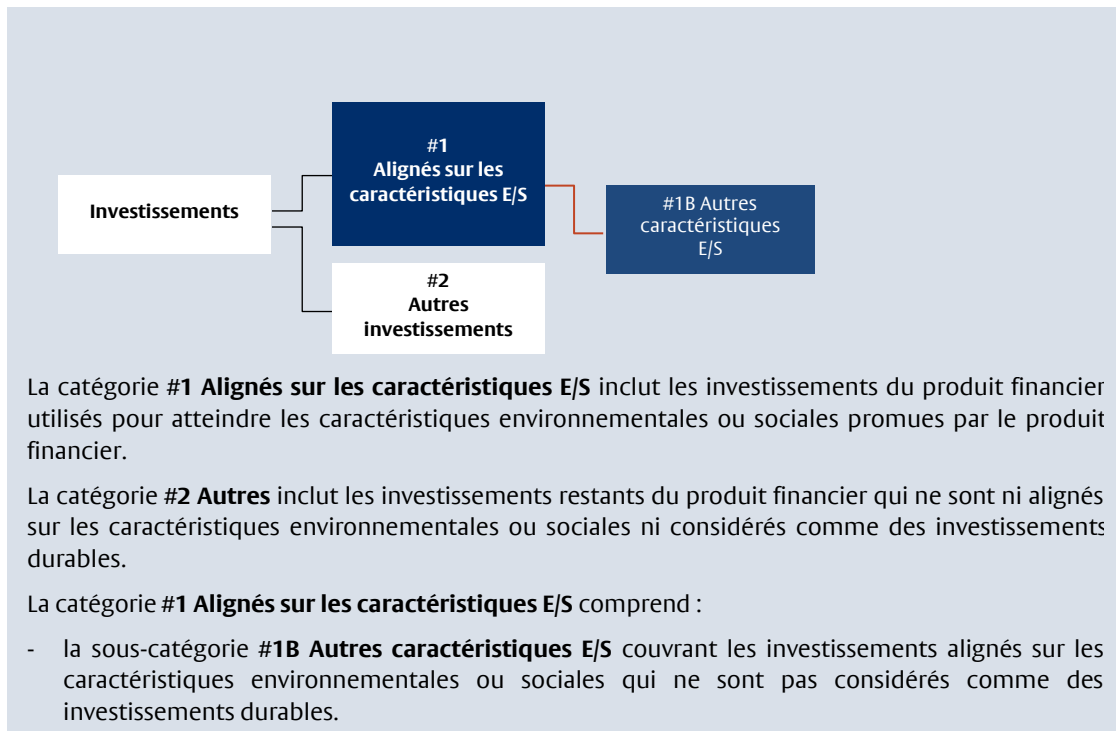 #1
Alignés sur les
caractéristiques E/S
Investissements
#1B Autres
caractéristiques
E/S
#2
Autres
investissements
La catégorie #1 Alignés sur les caractéristiques E/S inclut les investissements du produit financier
utilisés pour atteindre les caractéristiques environnementales ou sociales promues par le produit
financier.
La catégorie #2 Autres inclut les investissements restants du produit financier qui ne sont ni alignés
sur les caractéristiques environnementales ou sociales ni considérés comme des investissements
durables.
La catégorie #1 Alignés sur les caractéristiques E/S comprend :
- la sous-catégorie #1B Autres caractéristiques E/S couvrant les investissements alignés sur les
caractéristiques environnementales ou sociales qui ne sont pas considérés comme des
investissements durables.